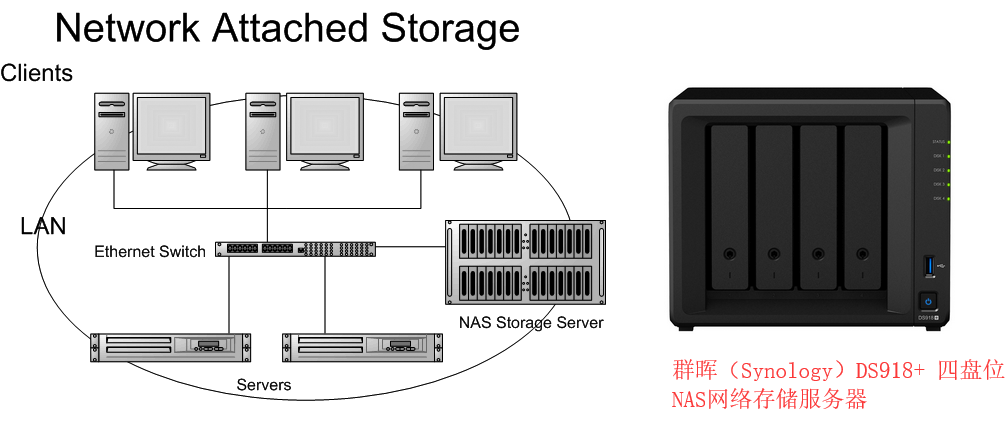 Network Attached Storage
Clients
LAN
Ethernet Switch
NAS Storage Server
Servers
STATUS
DISK 1
DISK 2
DISK 3
DISK 4
DS918+
群晖（Synology）DS918+ 四盘位
NAS网络存储服务器